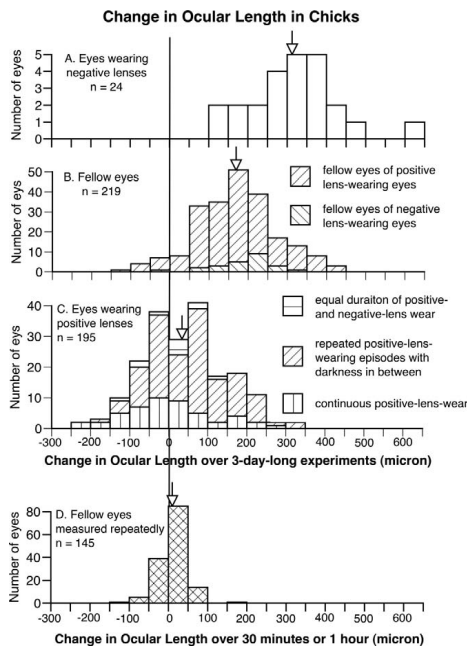 Change in Ocular Length in Chicks
A. Eyes wearing
negative lenses
n = 24
Number of eyes
5
4
3
2
1
B. Fellow eyes
n = 219
Number of eyes
50
40
30
20
10
0
fellow eyes of positive
lens-wearing eyes
fellow eyes of negative
lens-wearing eyes
C. Eyes wearing
positive lenses
n = 195
Number of eys
40
30
20
10
0
equal duraiton of positive-
and negative-lens wear
repeated positive-lens-
wearing episodes with
darkness in between
continuous positive-lens-wear
-300 -200 -100 0 100 200 300 400 500 600
Change in Ocular Length over 3-day-long experiments (micron)
D. Fellow eyes
measured repeatedly
n = 145
Number of eyes
80
60
40
20
0
-300 -200 -100 0 100 200 300 400 500 600
Change in Ocular Length over 30 minutes or 1 hour (micron)